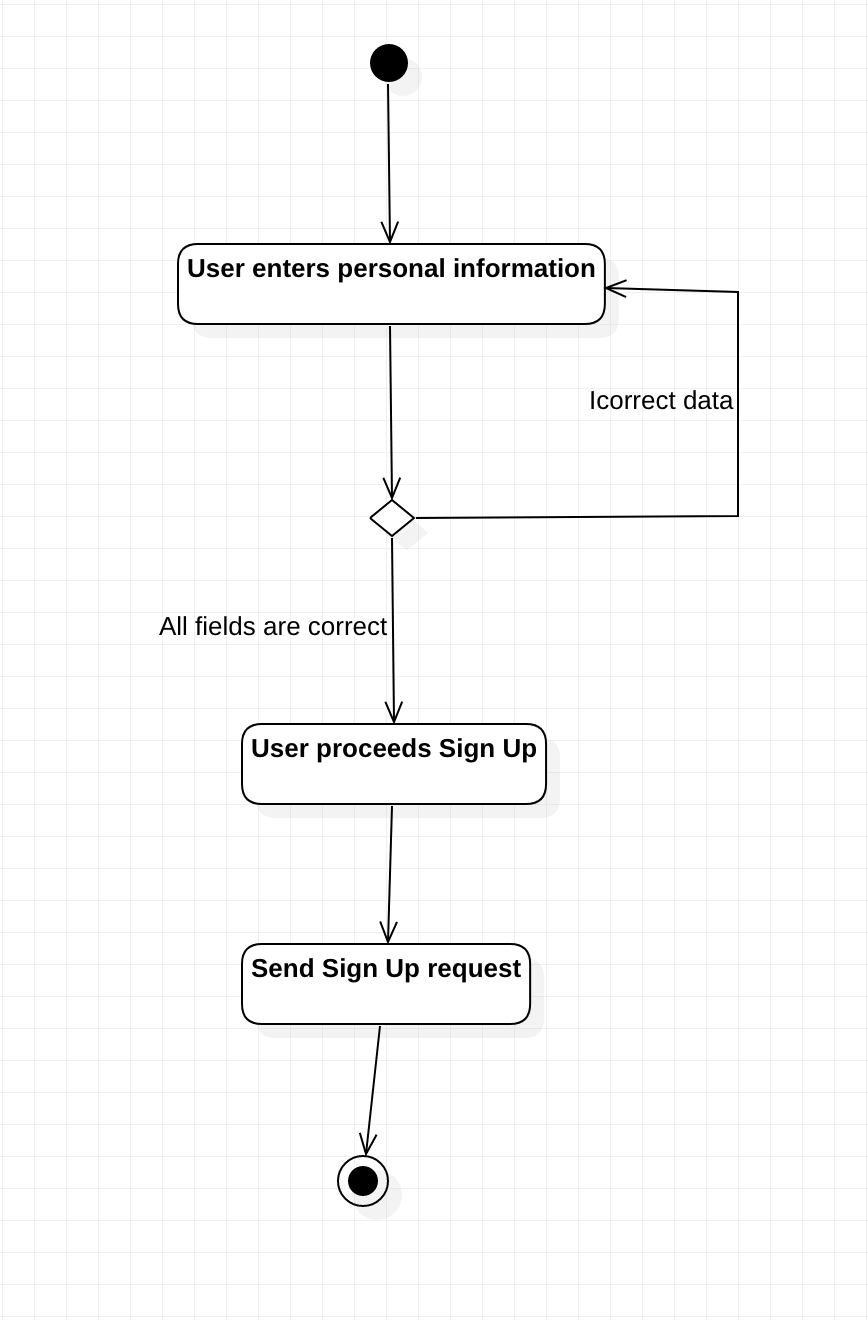 User enters personal information
Icorrect data
All fields are correct
User proceeds Sign Up
Send Sign Up request